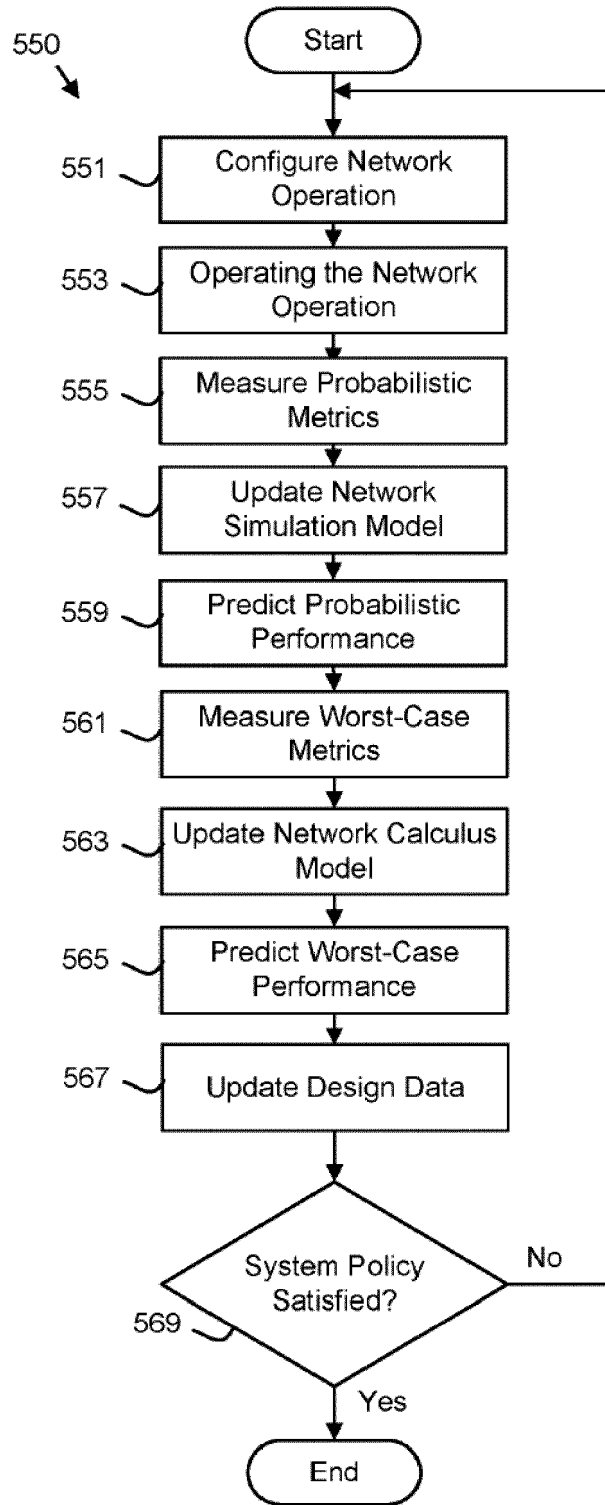 550
Start
551
Configure Network
Operation
553
Operating the Network
Operation
555
Measure Probabilistic
Metrics
557
Update Network
Simulation Model
559
Predict Probabilistic
Performance
561
Measure Worst-Case
Metrics
563
Update Network Calculus
Model
565
Predict Worst-Case
Performance
567
Update Design Data
System Policy
Satisfied?
No
569
Yes
End